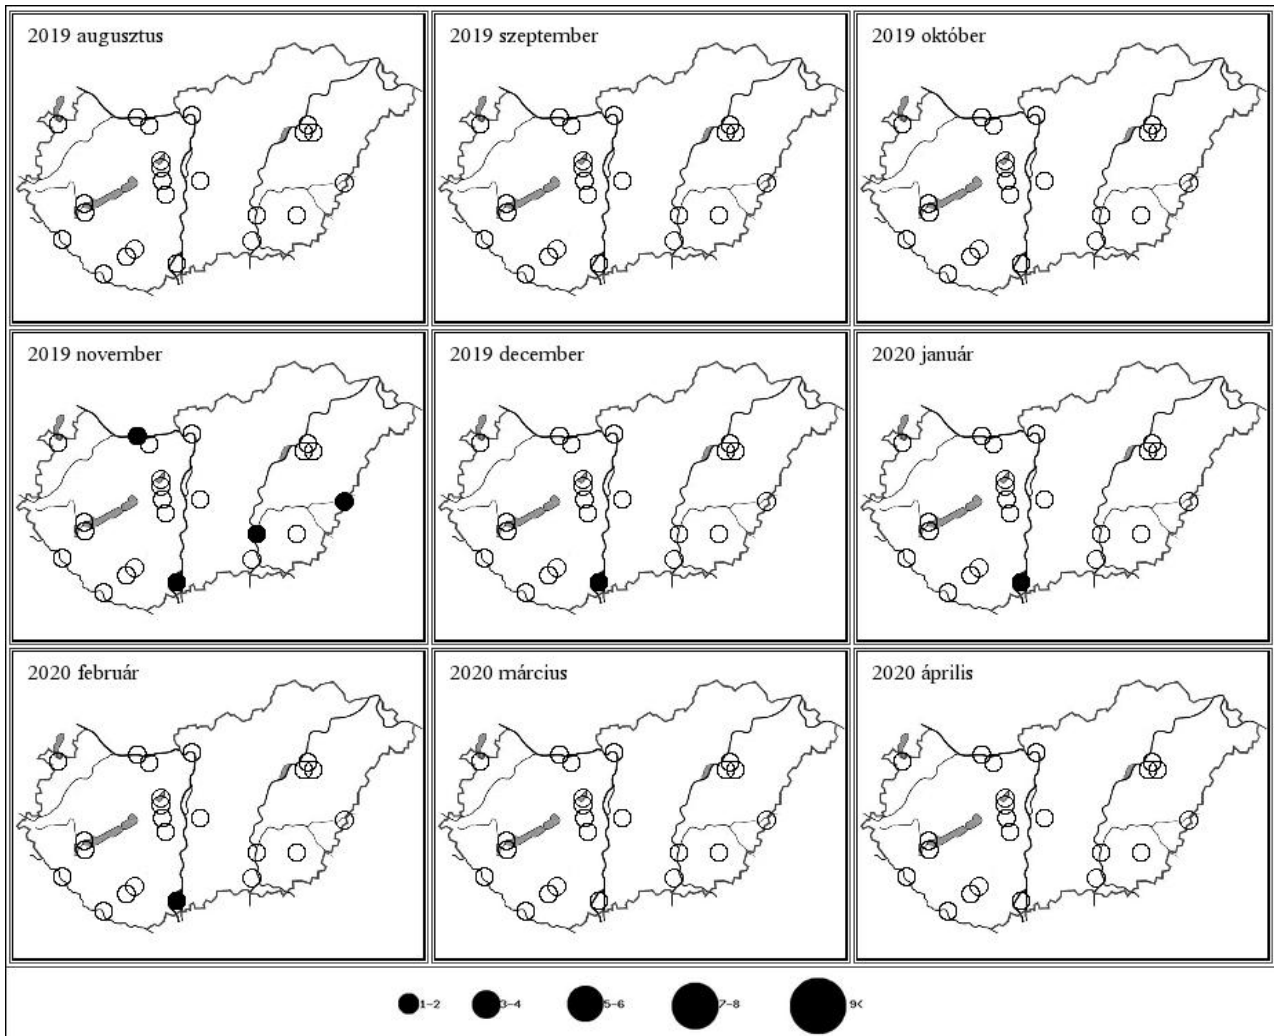 2019 augusztus
2019 szeptember
2019 október
2019 november
2019 december
2020 január
2020 február
2020 március
2020 április
1-2
3-4
5-6
7-8
9<